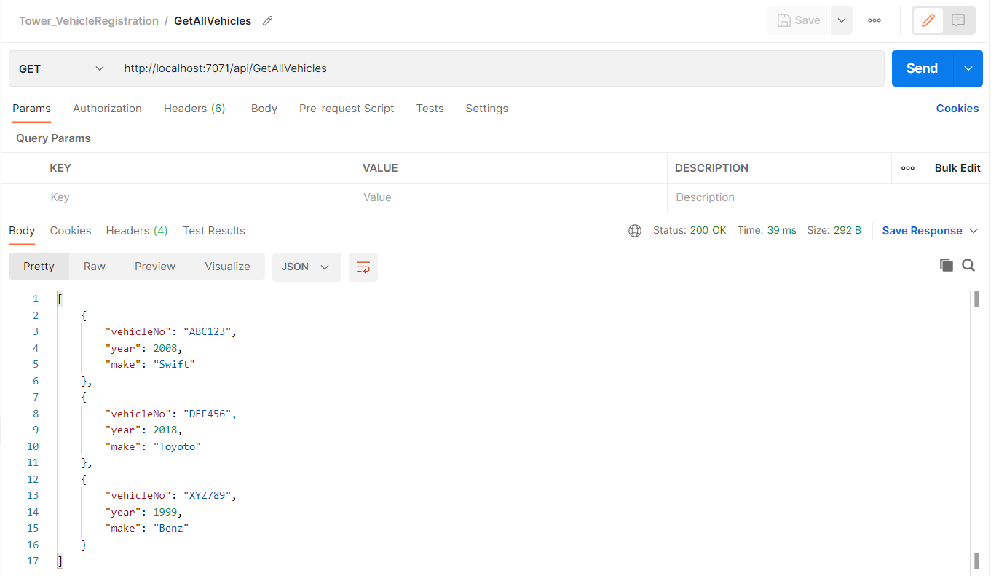 Tower_VehicleRegistration / GetAllVehicles
Save
GET
http://localhost:7071/api/GetAllVehicles
Send
Params Authorization Headers (6) Body Pre-request Script Tests Settings Cookies
Query Params
KEY VALUE DESCRIPTION Bulk Edit
Key Value Description
Body Cookies Headers (4) Test Results Status: 200 OK Time: 39 ms Size: 292 B Save Response
Pretty Raw Preview Visualize JSON
1 [
2 {
3 "vehicleNo": "ABC123",
4 "year": 2008,
5 "make": "Swift"
6 },
7 {
8 "vehicleNo": "DEF456",
9 "year": 2018,
10 "make": "Toyoto"
11 },
12 {
13 "vehicleNo": "XYZ789",
14 "year": 1999,
15 "make": "Benz"
16 }
17 ]